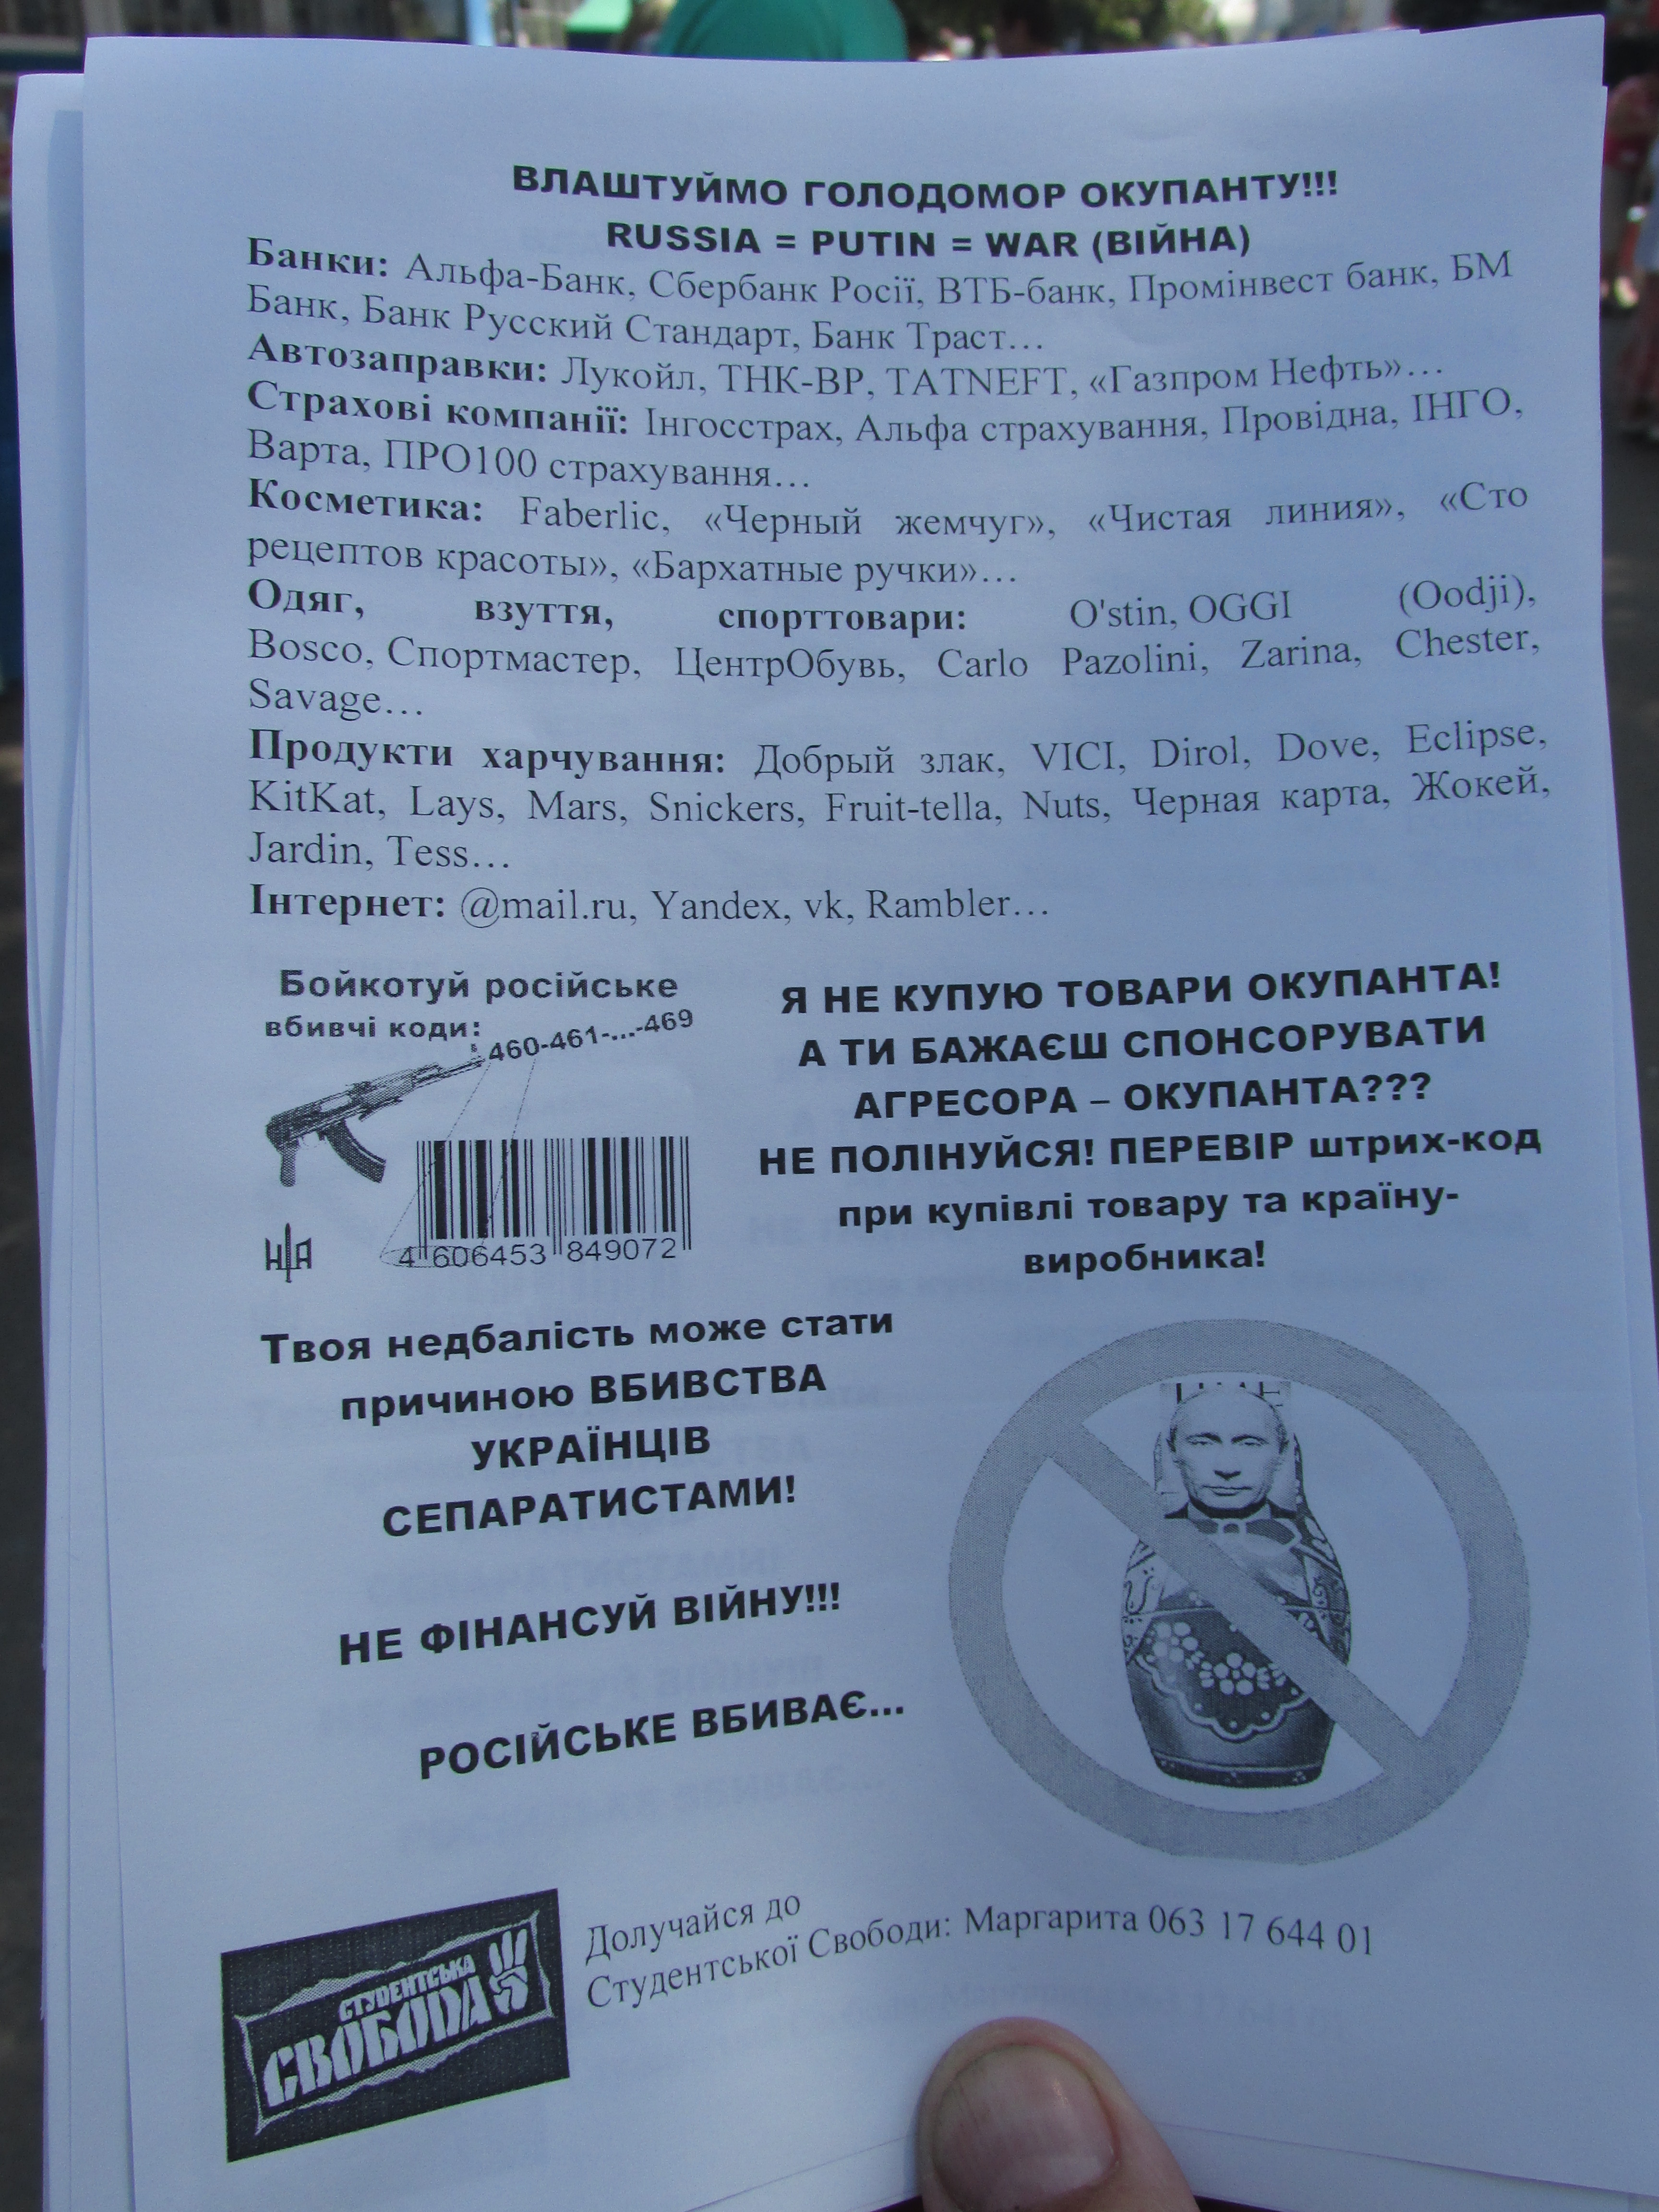 ВЛАШТУЙМО ГОЛОДОМОР ОКУПАНТУ!!!
RUSSIA = PUTIN = WAR (ВІЙНА)
Банки: Альфа-Банк, Сбербанк Росії, ВТБ-банк, Промінвест банк, БМ
Банк, Банк Русский Стандарт, Банк Траст…
Автозаправки: Лукойл, ТНК-ВР, TATNEFT, «Газпром Нефть»…
Страхові компанії: Інгосстрах, Альфа страхування, Провідна, ІНГО,
Варта, ПРО100 страхування…
Косметика: Faberlic, «Черный жемчуг», «Чистая линия», «Сто
рецептов красоты», «Бархатные ручки»…
Одяг, взуття, спорттовари: O'stin, OGGI (Oodji),
Bosco, Спортмастер, ЦентрОбувь, Carlo Pazolini, Zarina, Chester,
Savage…
Продукти харчування: Добрый злак, VICI, Dirol, Dove, Eclipse,
KitKat, Lays, Mars, Snickers, Fruit-tella, Nuts, Черная карта, Жокей,
Jardin, Tess…
Інтернет: @mail.ru, Yandex, vk, Rambler…
Бойкотуй російське
вбивчі коди:
460-461-...-469
4 606453 849072
Я НЕ КУПУЮ ТОВАРИ ОКУПАНТА!
А ТИ БАЖАЄШ СПОНСОРУВАТИ
АГРЕСОРА – ОКУПАНТА???
НЕ ПОЛІНУЙСЯ! ПЕРЕВІР штрих-код
при купівлі товару та країну-
виробника!
Твоя недбалість може стати
причиною ВБИВСТВА
УКРАЇНЦІВ
СЕПАРАТИСТАМИ!
НЕ ФІНАНСУЙ ВІЙНУ!!!
РОСІЙСЬКЕ ВБИВАЄ...
СТУДЕНТСЬКА
СВОБОДА
Долучайся до
Студентської Свободи: Маргарита 063 17 644 01